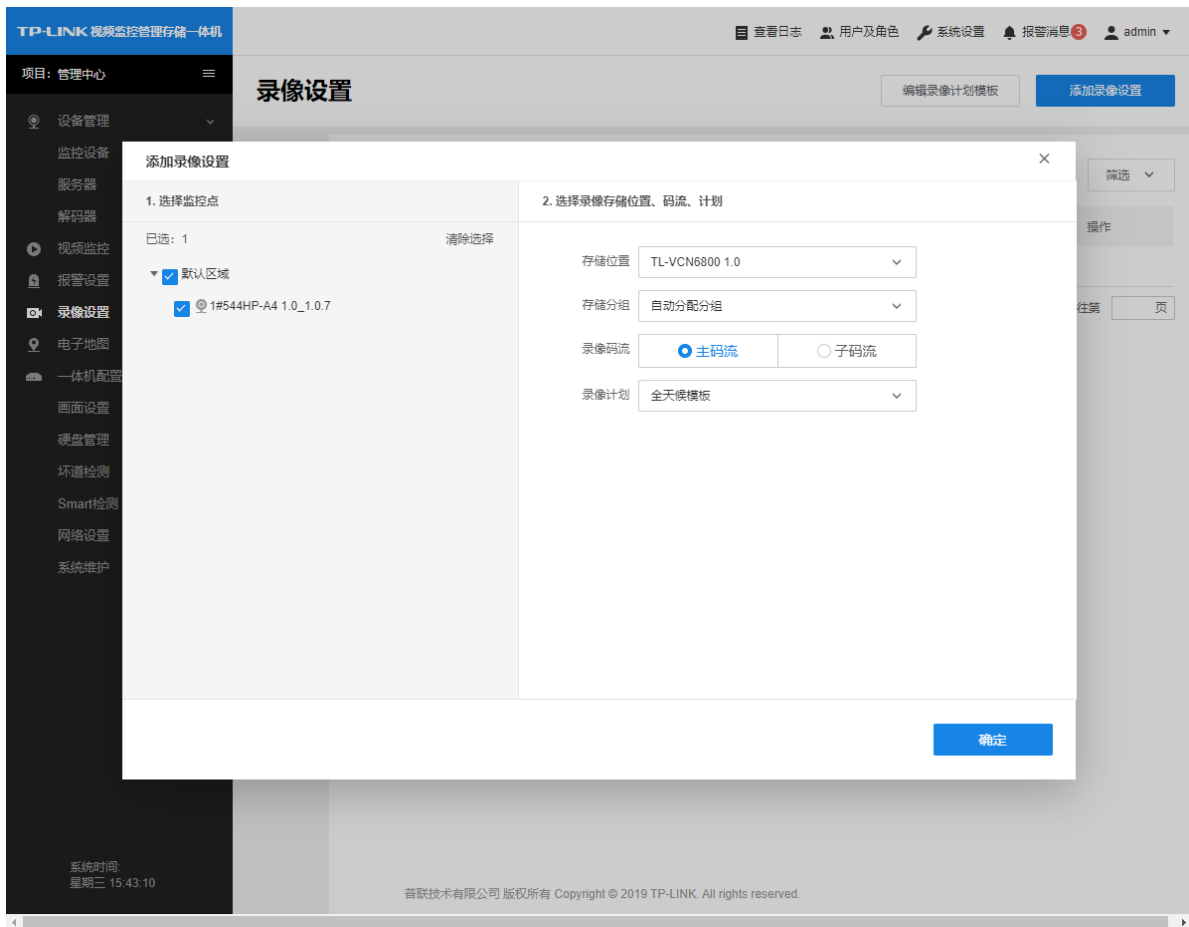 TP-LINK 视频监控管理存储一体机
查看日志 用户及角色 系统设置 报警消息 3 admin
项目: 管理中心
录像设置
编辑录像计划模板
添加录像设置
设备管理
监控设备
服务器
解码器
视频监控
报警设置
录像设置
电子地图
一体机配置
画面设置
硬盘管理
坏道检测
Smart检测
网络设置
系统维护
筛选
操作
往第 页
添加录像设置
1. 选择监控点
已选: 1 清除选择
默认区域
1#544HP-A4 1.0_1.0.7
2. 选择录像存储位置、码流、计划
存储位置 TL-VCN6800 1.0
存储分组 自动分配分组
录像码流 主码流 子码流
录像计划 全天候模板
确定
系统时间:
星期三 15:43:10
普联技术有限公司 版权所有 Copyright © 2019 TP-LINK. All rights reserved.